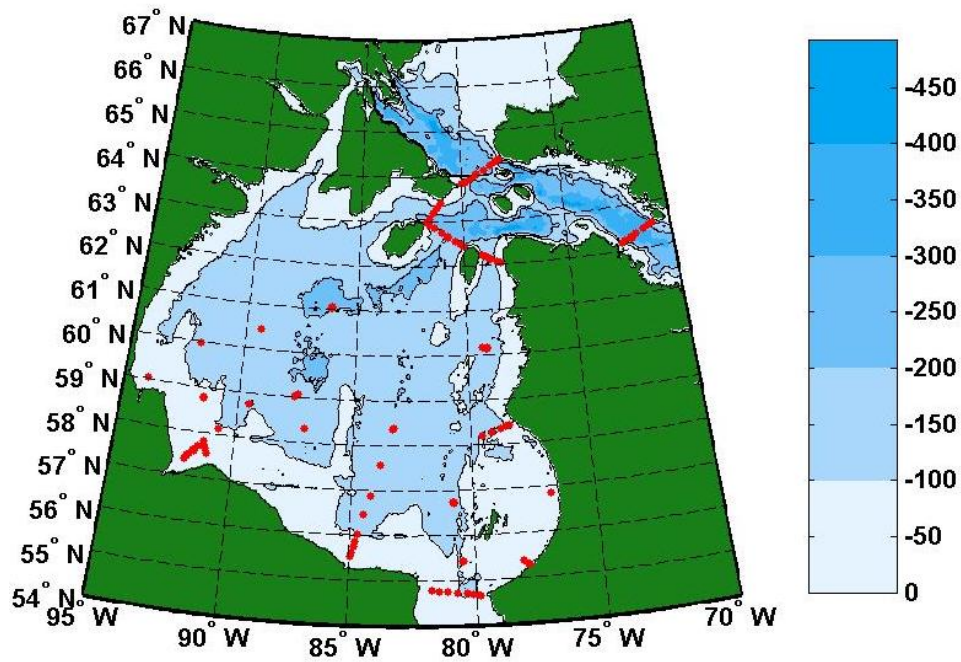 67° N
66° N
65° N
64° N
63° N
62° N
61° N
60° N
59° N
58° N
57° N
56° N
55° N
54° N
95° W
90° W
85° W
80° W
75° W
70° W
-450
-400
-350
-300
-250
-200
-150
-100
-50
0